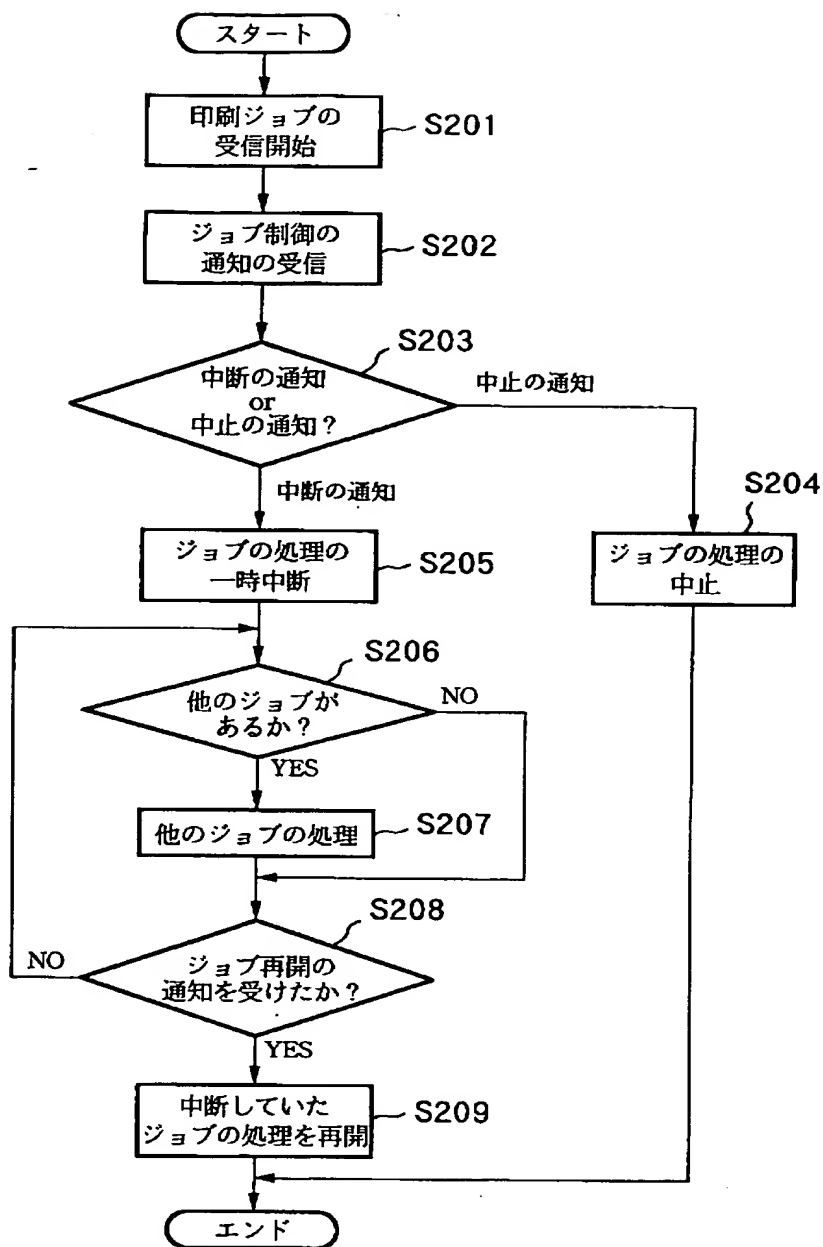 スタート
印刷ジョブの
受信開始
S201
ジョブ制御の
通知の受信
S202
S203
中断の通知
or
中止の通知？
中止の通知
中断の通知
S204
ジョブの処理の
中止
ジョブの処理の
一時中断
S205
S206
他のジョブが
あるか？
NO
YES
他のジョブの処理
S207
S208
ジョブ再開の
通知を受けたか？
NO
YES
中断していた
ジョブの処理を再開
S209
エンド